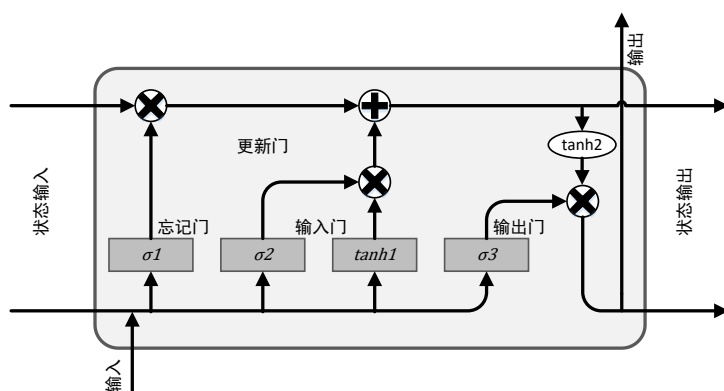 输出
tanh2
更新门
状态输入
状态输出
忘记门
输入门
输出门
σ1
σ2
tanh1
σ3
输入